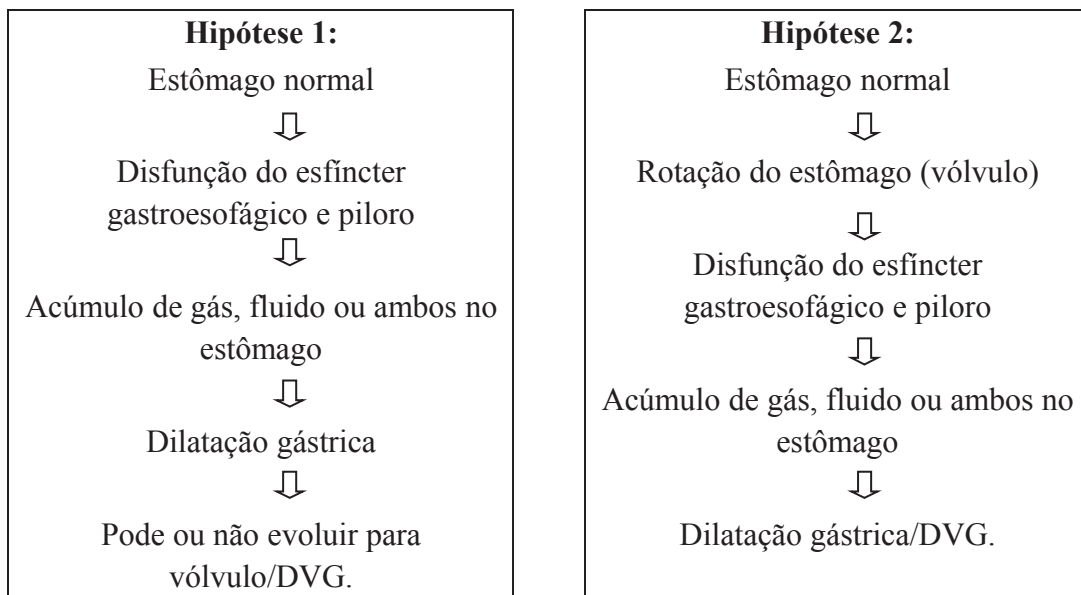 Hipótese 1:
Estômago normal
Disfunção do esfíncter
gastroesofágico e piloro
Acúmulo de gás, fluido ou ambos no
estômago
Dilatação gástrica
Pode ou não evoluir para
vólvulo/DVG.
Hipótese 2:
Estômago normal
Rotação do estômago (vólvulo)
Disfunção do esfíncter
gastroesofágico e piloro
Acúmulo de gás, fluido ou ambos no
estômago
Dilatação gástrica/DVG.